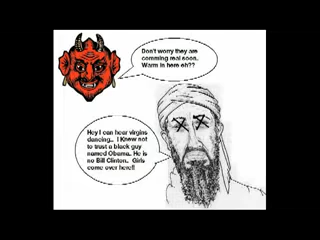 Don't worry they are
comming real soon.
Warm in here eh??
Hey I can hear virgins
dancing.. I Knew not
to trust a black guy
named Obama.. He is
no Bill Clinton.. Girls
come over here!!